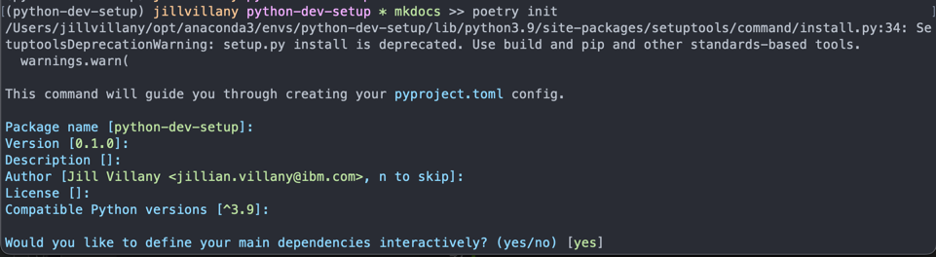 (python-dev-setup) jillvillany python-dev-setup * mkdocs >> poetry init
/Users/jillvillany/opt/anaconda3/envs/python-dev-setup/lib/python3.9/site-packages/setuptools/command/install.py:34: Se
tuptoolsDeprecationWarning: setup.py install is deprecated. Use build and pip and other standards-based tools.
  warnings.warn(
This command will guide you through creating your pyproject.toml config.
Package name [python-dev-setup]:
Version [0.1.0]:
Description []:
Author [Jill Villany <jillian.villany@ibm.com>, n to skip]:
License []:
Compatible Python versions [^3.9]:
Would you like to define your main dependencies interactively? (yes/no) [yes]